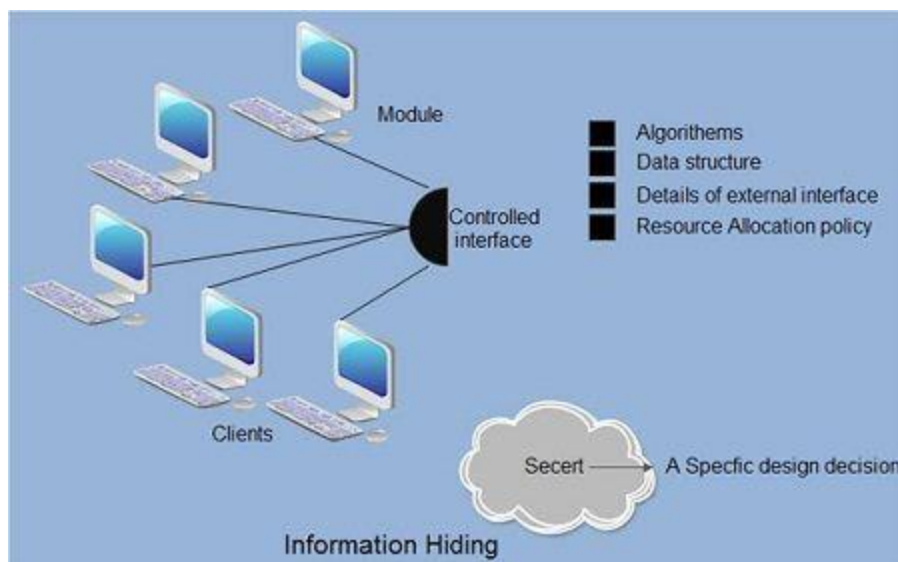 Module
Algorithems
Data structure
Details of external interface
Resource Allocation policy
Controlled
interface
Clients
Secert
A Specfic design decision
Information Hiding